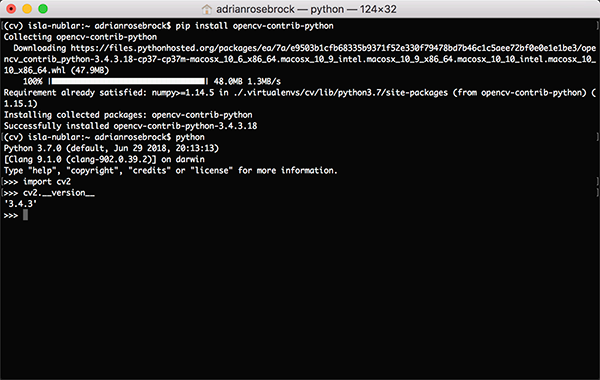 adrianrosebrock — python — 124×32
(cv) isla-nublar:~ adrianrosebrock$ pip install opencv-contrib-python
Collecting opencv-contrib-python
Downloading https://files.pythonhosted.org/packages/ea/7a/e9503b1cfb68335b9371f52e330f79478bd7b46c1c5aee72bf0e0e1e1be3/ope
ncv_contrib_python-3.4.3.18-cp37-cp37m-macosx_10_6_x86_64.macosx_10_9_intel.macosx_10_9_x86_64.macosx_10_10_intel.macosx_10_
10_x86_64.whl (47.9MB)
100% |████████████████████████████████| 48.0MB 1.3MB/s
Requirement already satisfied: numpy>=1.14.5 in ./.virtualenvs/cv/lib/python3.7/site-packages (from opencv-contrib-python) (
1.15.1)
Installing collected packages: opencv-contrib-python
Successfully installed opencv-contrib-python-3.4.3.18
(cv) isla-nublar:~ adrianrosebrock$ python
Python 3.7.0 (default, Jun 29 2018, 20:13:13)
[Clang 9.1.0 (clang-902.0.39.2)] on darwin
Type "help", "copyright", "credits" or "license" for more information.
>>> import cv2
>>> cv2.__version__
'3.4.3'
>>>